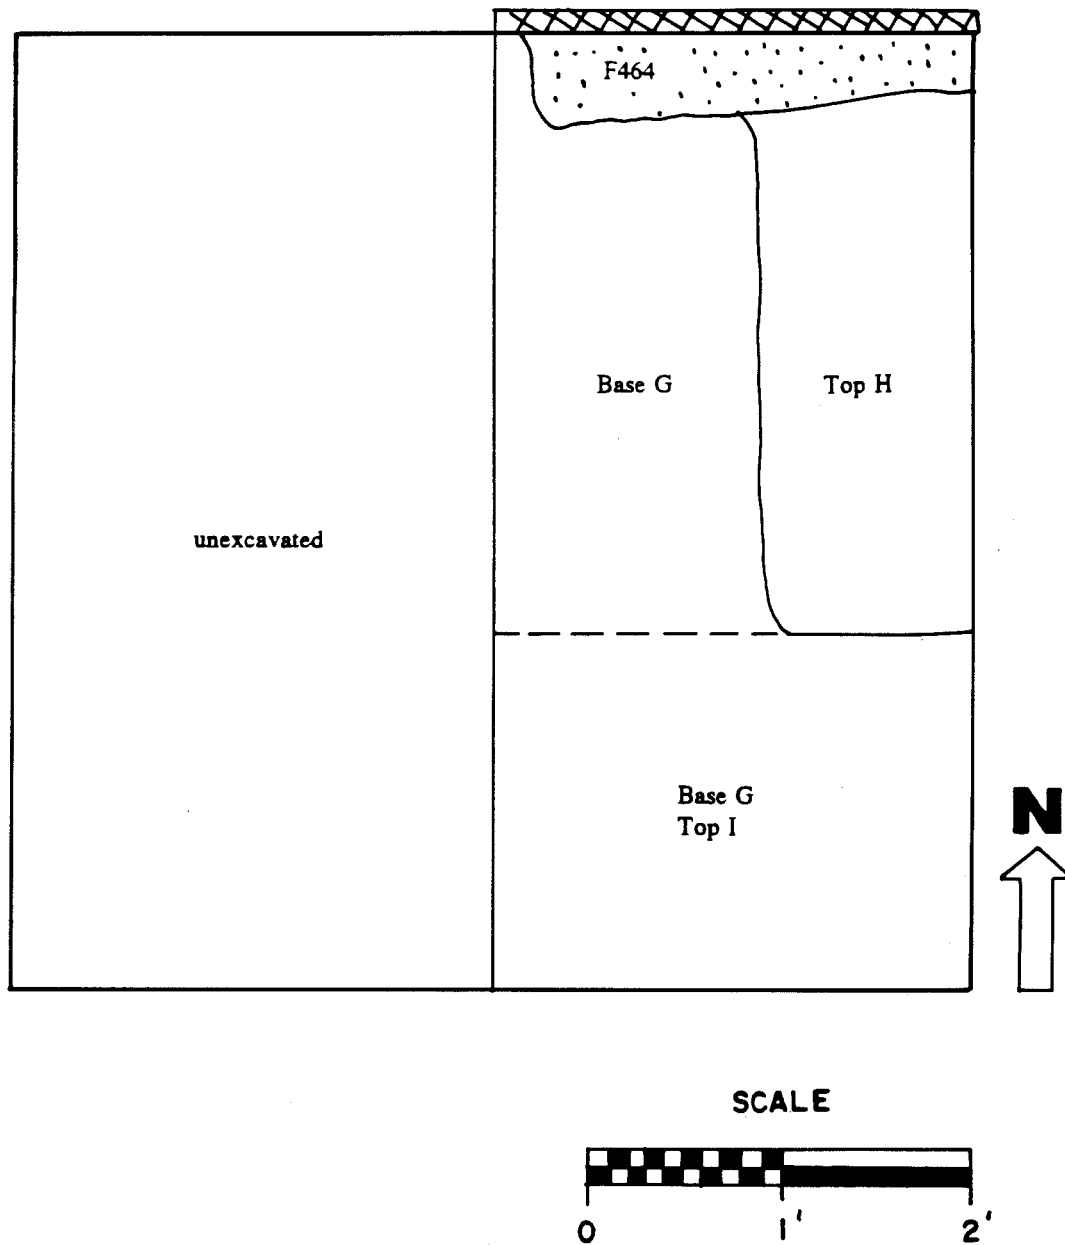 F464
Base G
Top H
unexcavated
Base G
Top I
N
SCALE
0 1' 2'